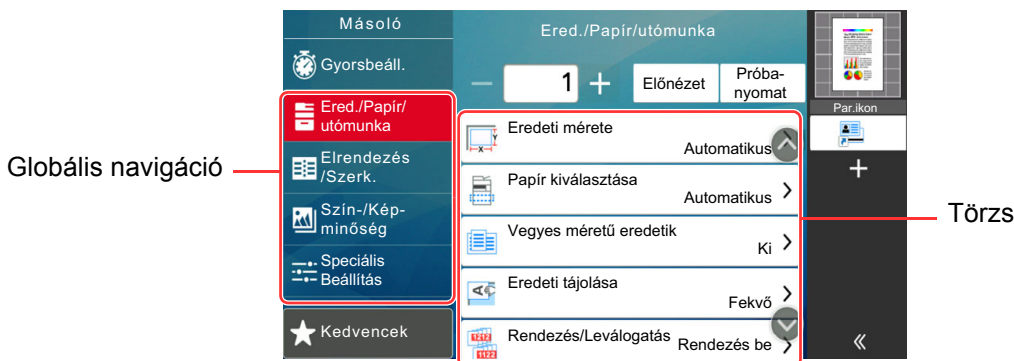 Globális navigáció
Másoló
Gyorsbeáll.
Ered./Papír/
utómunka
Elrendezés
/Szerk.
Szín-/Kép-
minőség
Speciális
Beállítás
Kedvencek
Ered./Papír/utómunka
1
Előnézet
Próba-
nyomat
Eredeti mérete
Automatikus
Papír kiválasztása
Automatikus
Vegyes méretű eredetik
Ki
Eredeti tájolása
Fekvő
Rendezés/Leválogatás
Rendezés be
Par.ikon
Törzs